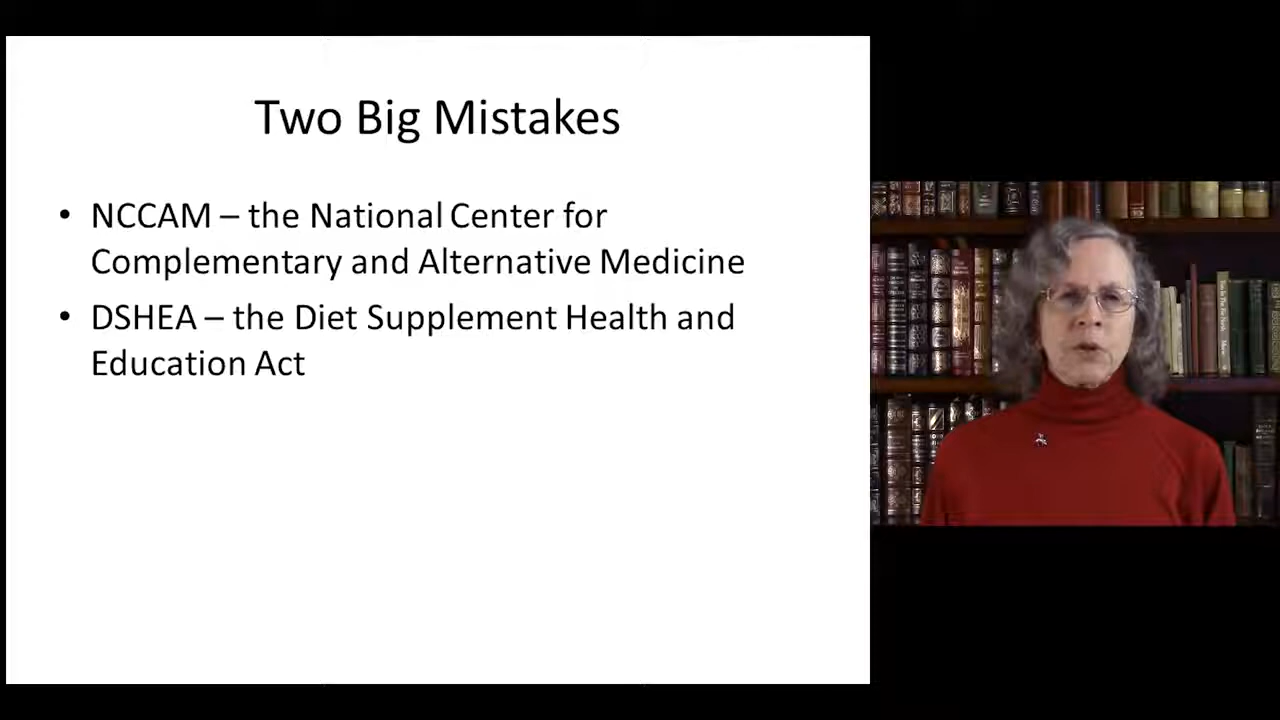 Two Big Mistakes
• NCCAM – the National Center for
Complementary and Alternative Medicine
• DSHEA – the Diet Supplement Health and
Education Act